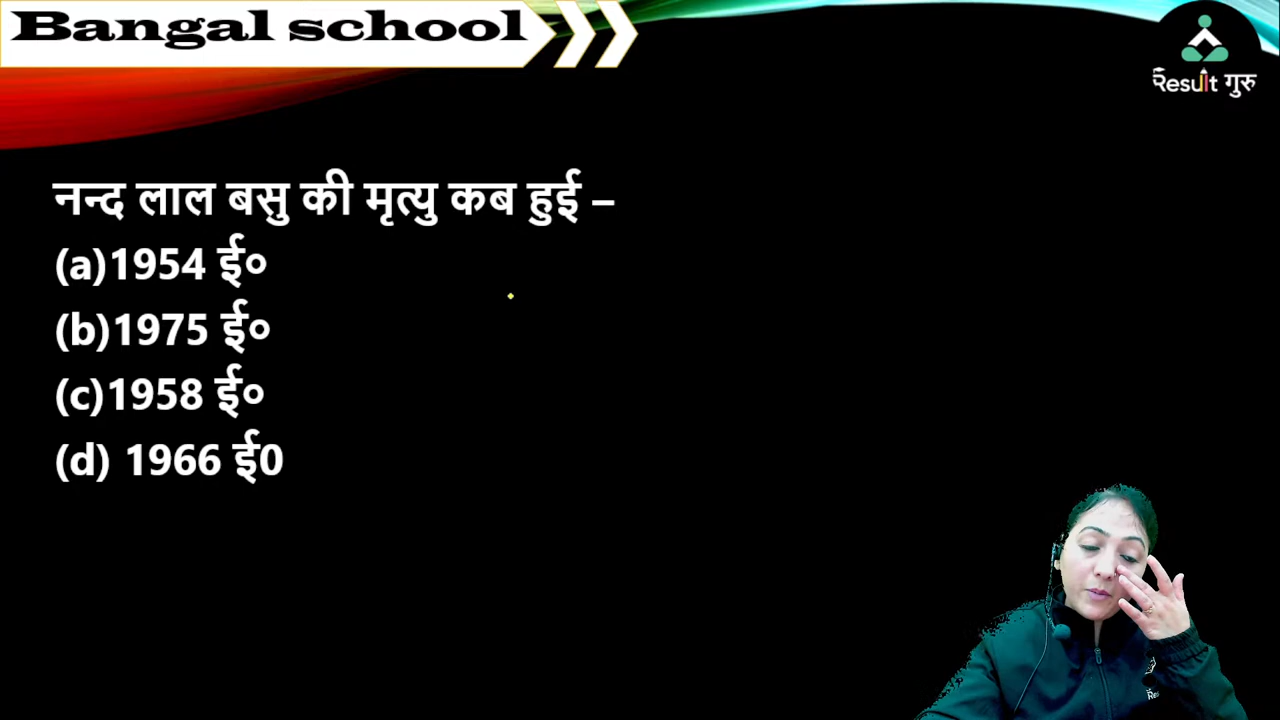 Bangal school
Result गुरु
नन्द लाल बसु की मृत्यु कब हुई –
(a)1954 ई०
(b)1975 ई०
(c)1958 ई०
(d) 1966 ई0